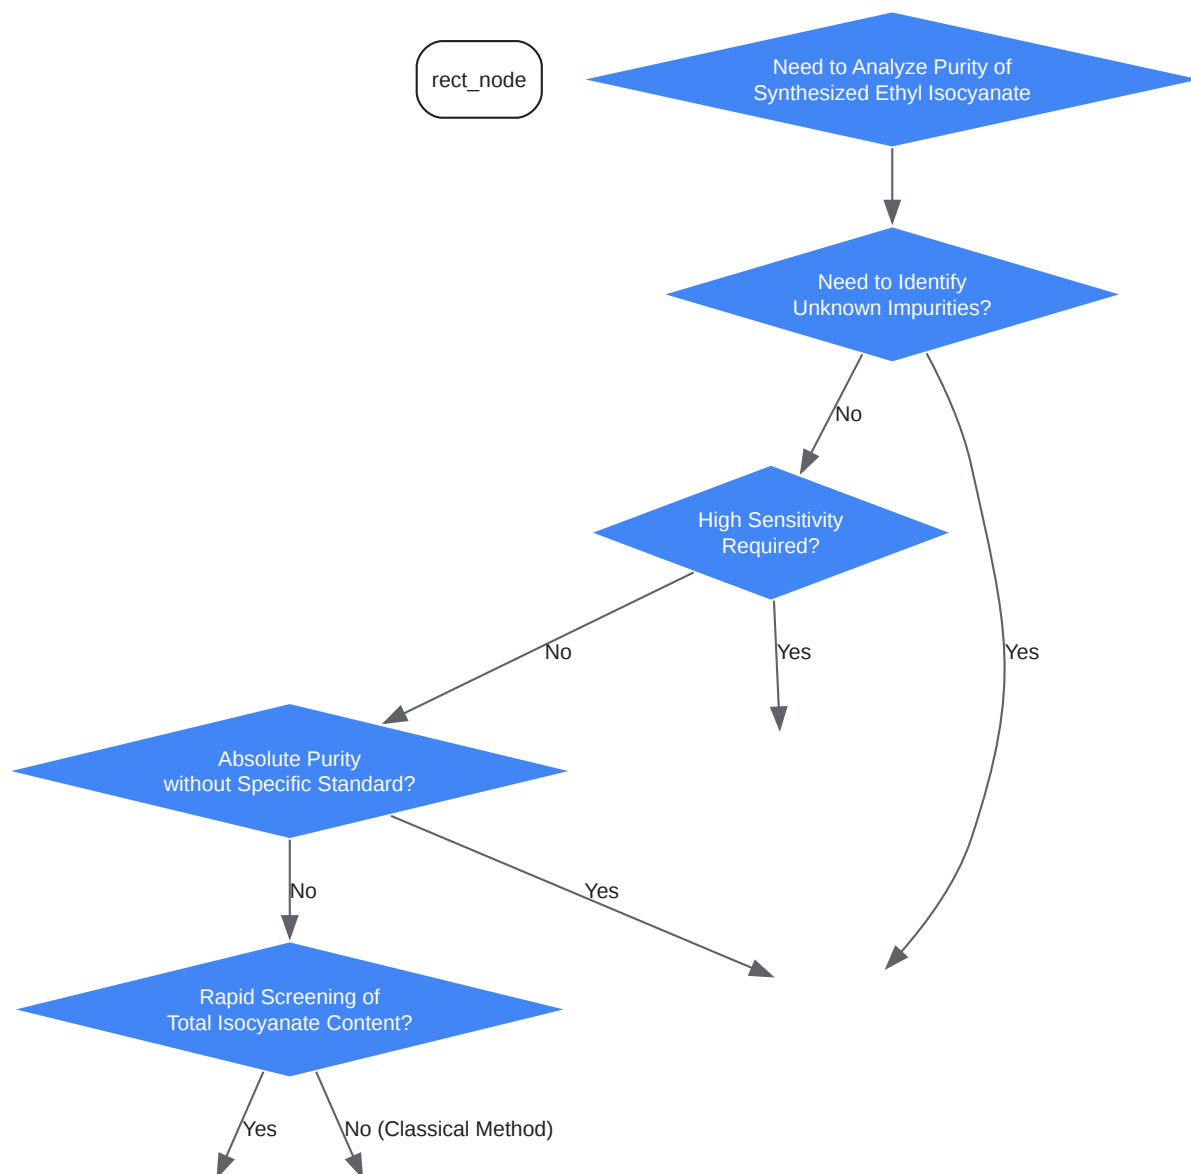 rect_node
Need to Analyze Purity of
Synthesized Ethyl Isocyanate
Need to Identify
Unknown Impurities?
No
High Sensitivity
Required?
No
Yes
Yes
Absolute Purity
without Specific Standard?
No
Yes
Rapid Screening of
Total Isocyanate Content?
Yes
No (Classical Method)